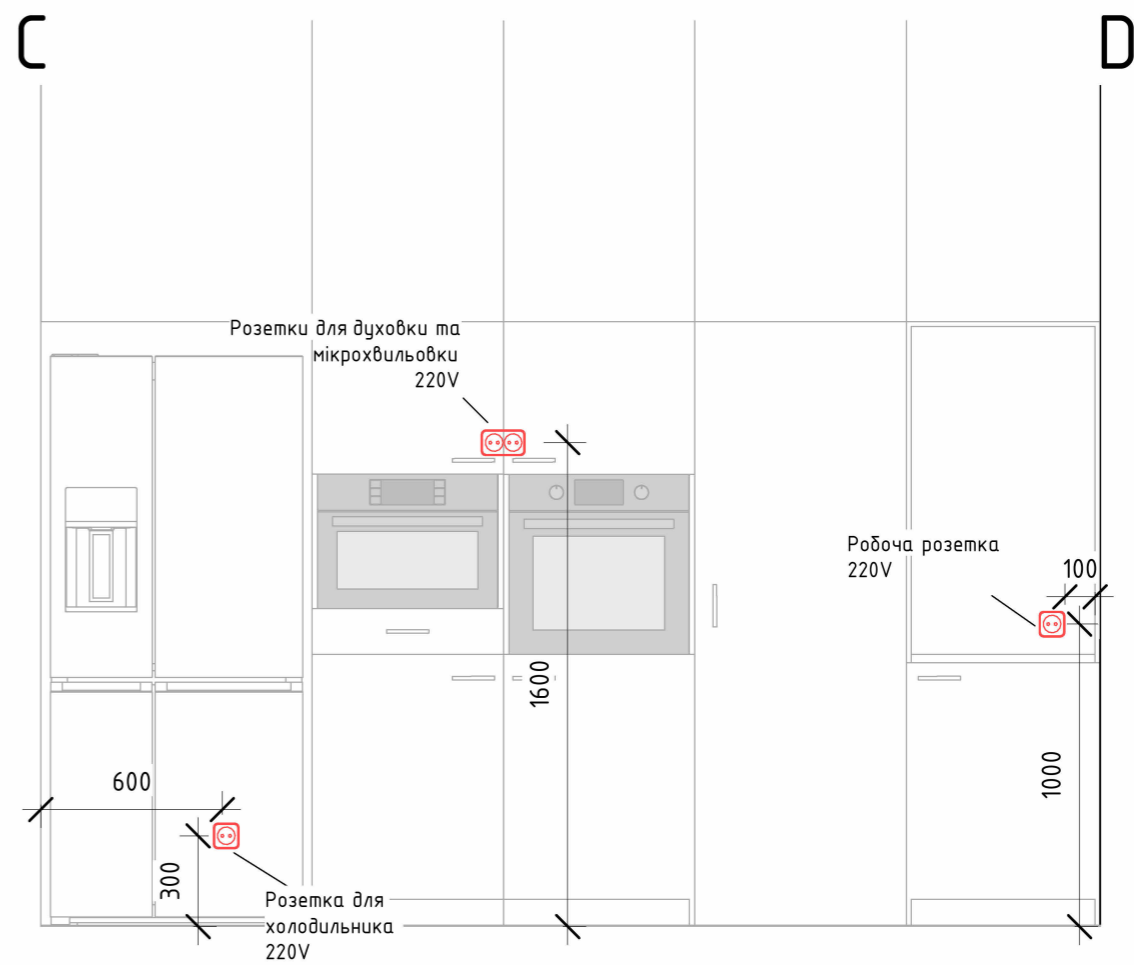 C
D
Розетки для духовки та
мікрохвильовки
220V
Робоча розетка
220V
100
1600
600
1000
300
Розетка для
холодильника
220V